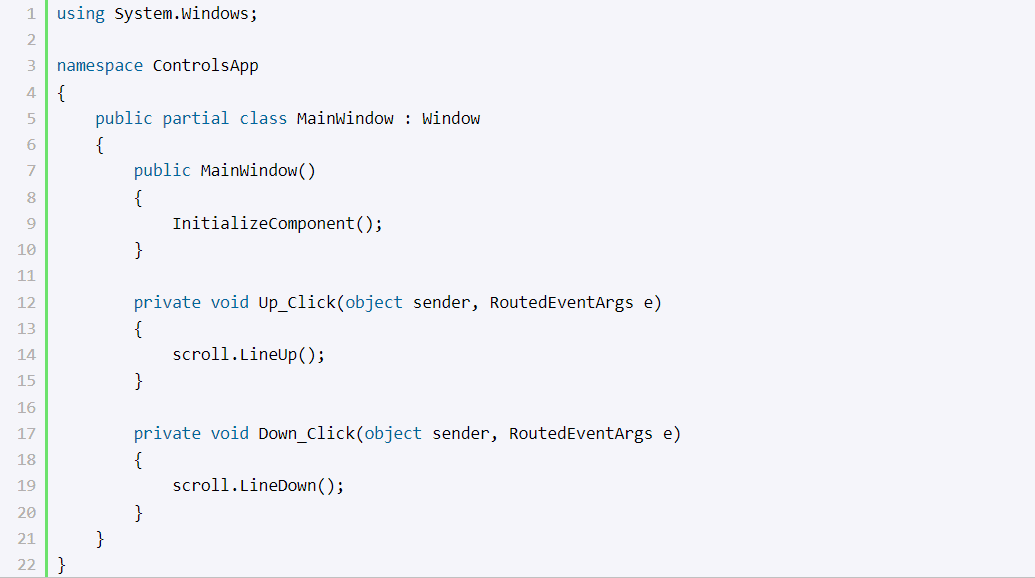 1 using System.Windows;
2
3 namespace ControlsApp
4 {
5     public partial class MainWindow : Window
6     {
7         public MainWindow()
8         {
9             InitializeComponent();
10         }
11
12         private void Up_Click(object sender, RoutedEventArgs e)
13         {
14             scroll.LineUp();
15         }
16
17         private void Down_Click(object sender, RoutedEventArgs e)
18         {
19             scroll.LineDown();
20         }
21     }
22 }